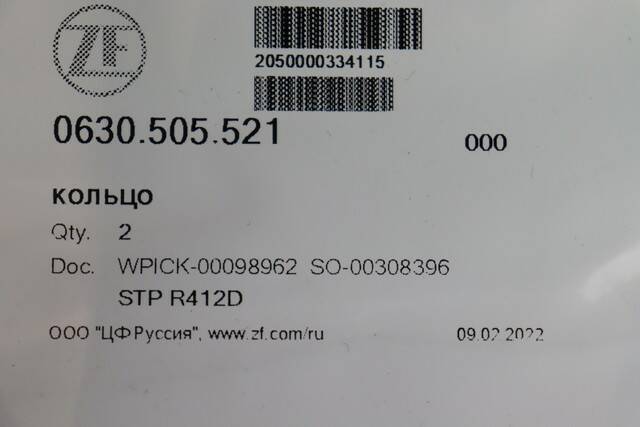 ZF
2050000334115
0630.505.521 000
кольцо
Qty. 2
Doc. WPICK-00098962 SO-00308396
STP R412D
ООО "ЦФ Руссия", www.zf.com/ru 09.02.2022